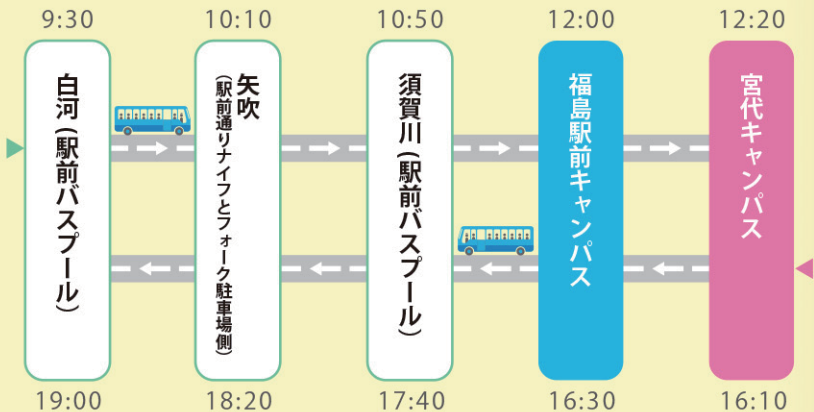 9:30
10:10
10:50
12:00
12:20
白河(駅前バスプール)
矢吹
(駅前通りナイフとフォーク駐車場側)
須賀川(駅前バスプール)
福島駅前キャンパス
宮代キャンパス
19:00
18:20
17:40
16:30
16:10